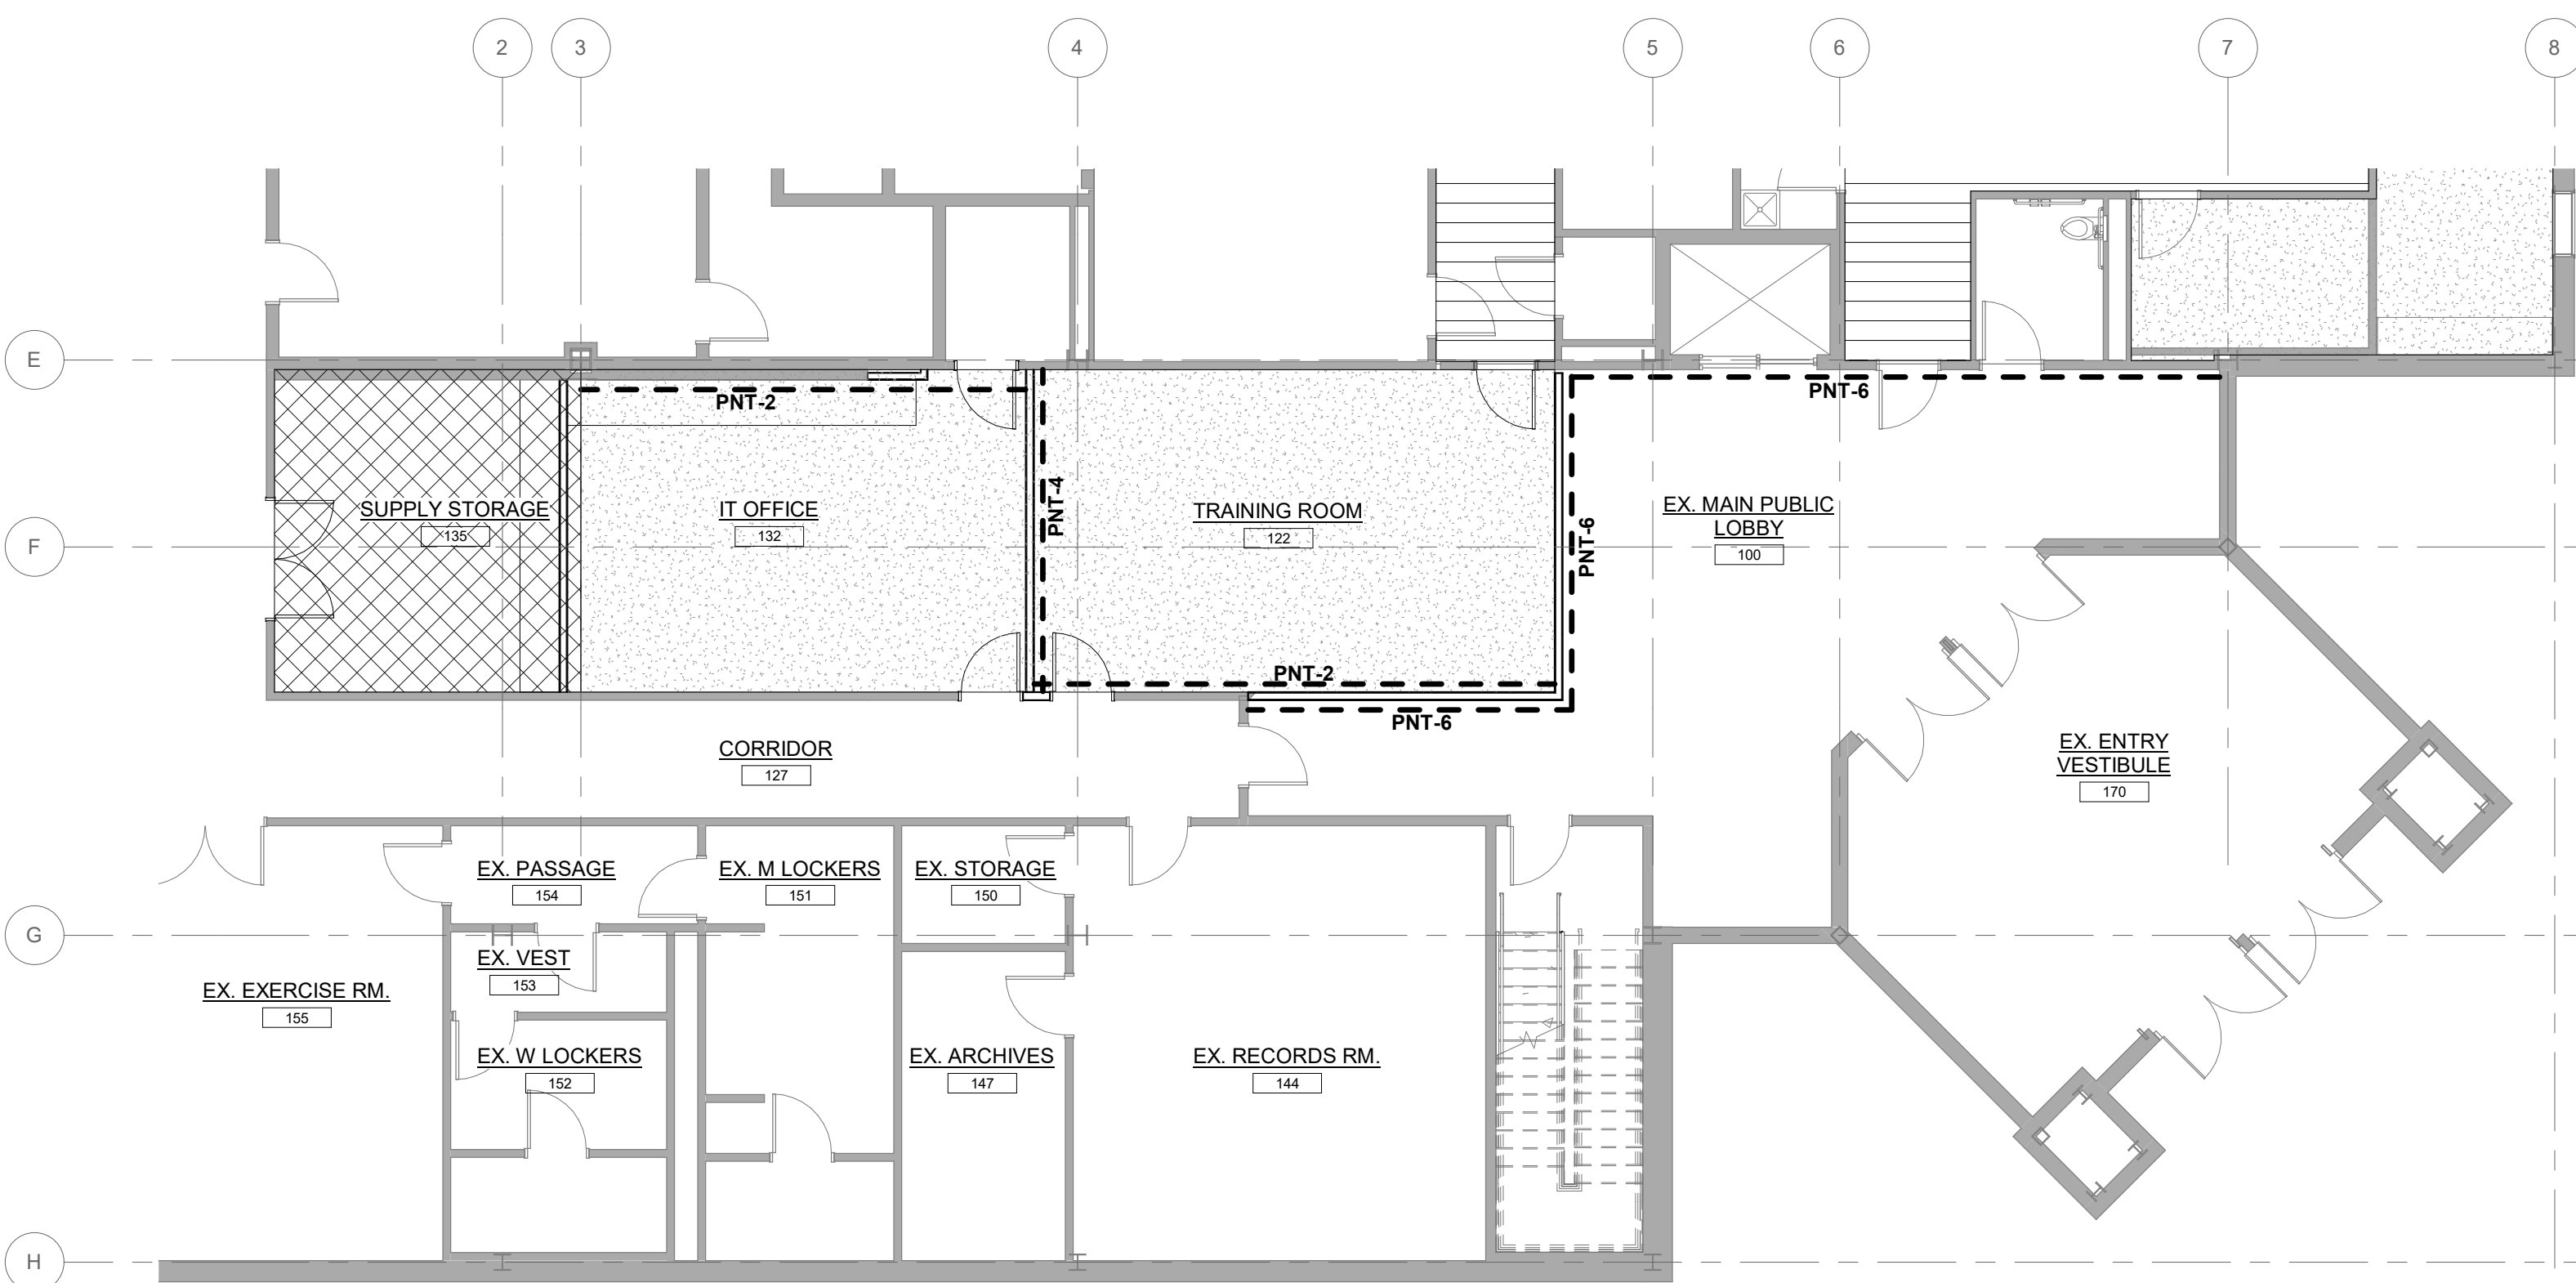 2
3
4
5
6
7
8
E
PNT-2
PNT-6
PNT-4
SUPPLY STORAGE
135
IT OFFICE
132
TRAINING ROOM
122
PNT-6
EX. MAIN PUBLIC
LOBBY
100
F
PNT-2
PNT-6
CORRIDOR
127
EX. ENTRY
VESTIBULE
170
EX. PASSAGE
154
EX. M LOCKERS
151
EX. STORAGE
150
G
EX. VEST
153
EX. EXERCISE RM.
155
EX. W LOCKERS
152
EX. ARCHIVES
147
EX. RECORDS RM.
144
H